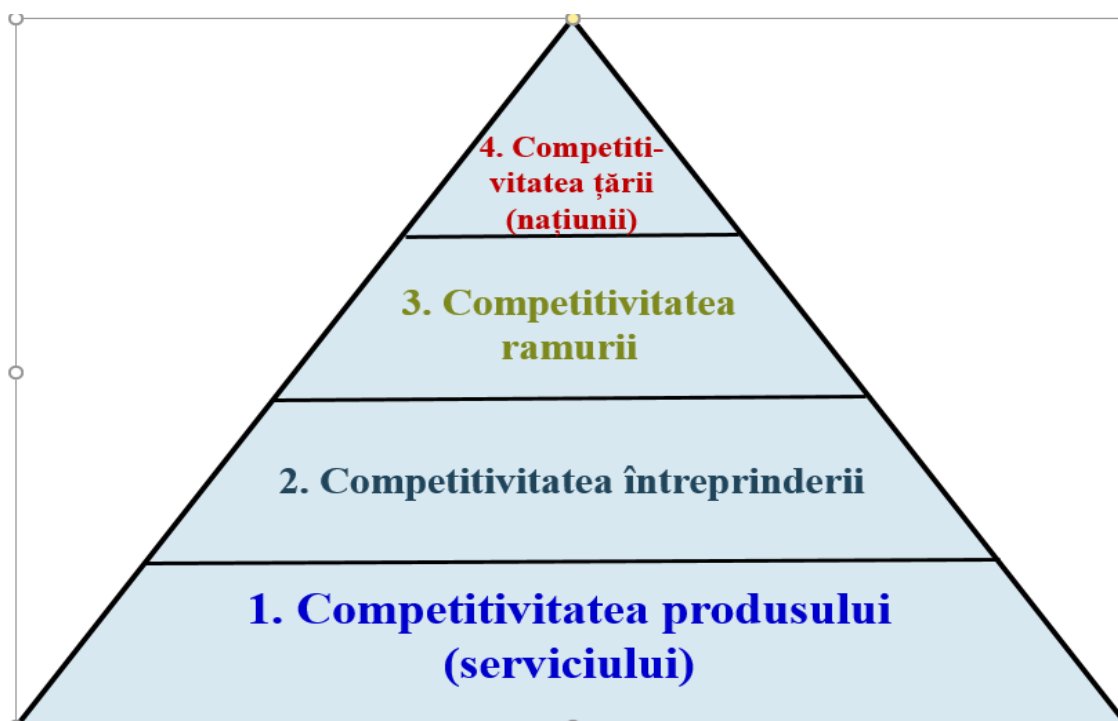 4. Competiti-
vitatea țării
(națiunii)
3. Competitivitatea
ramurii
2. Competitivitatea întreprinderii
1. Competitivitatea produsului
(serviciului)